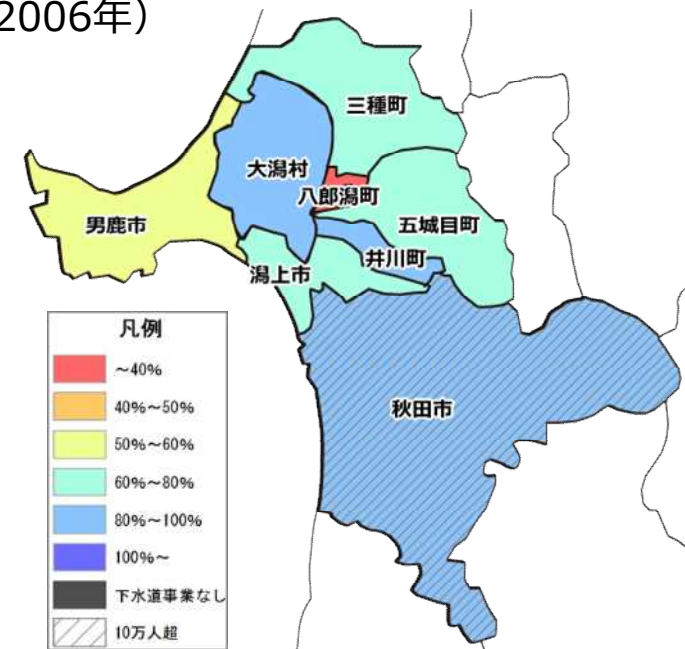 2006年）
三種町
大潟村
八郎潟町
男鹿市
五城目町
井川町
潟上市
秋田市
凡例
～40%
40%～50%
50%～60%
60%～80%
80%～100%
100%～
下水道事業なし
10万人超